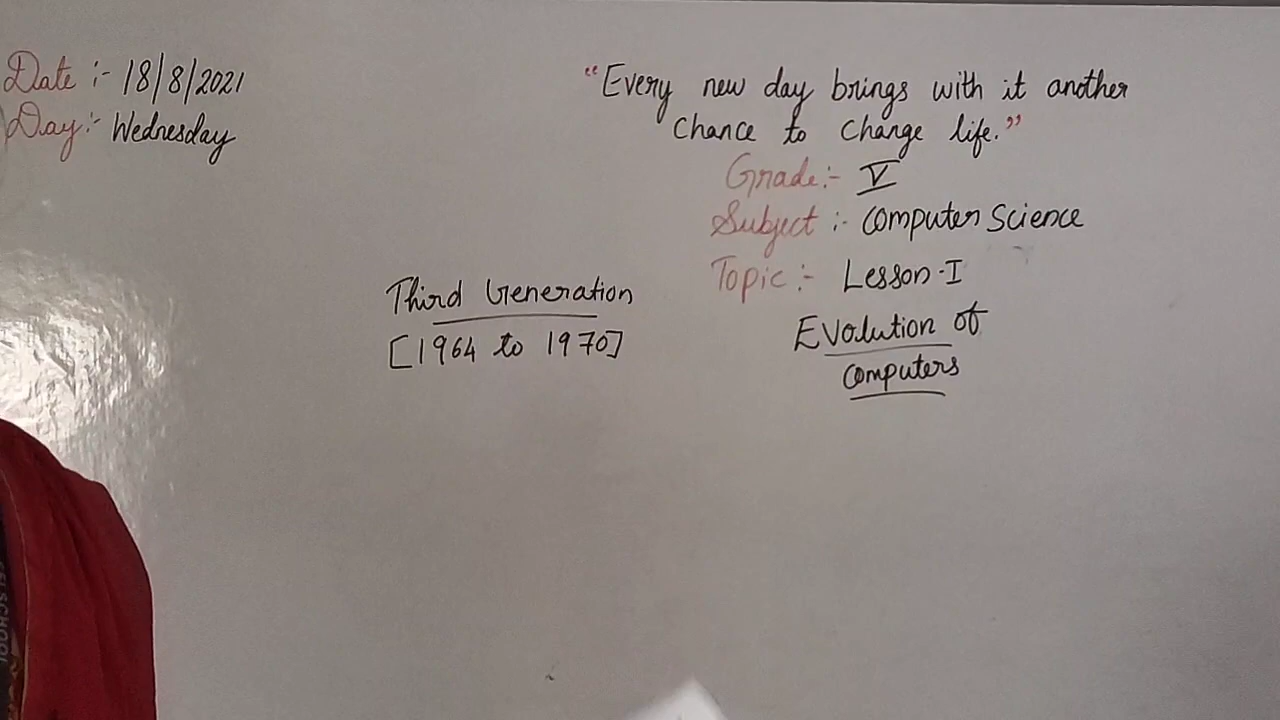 Date :- 18/8/2021
Day:- Wednesday
"Every new day brings with it another
Chance to Change life."
Grade:- V
Subject :- Computer Science
Topic:- Lesson-I
Evolution of
Computers
Third Generation
[1964 to 1970]